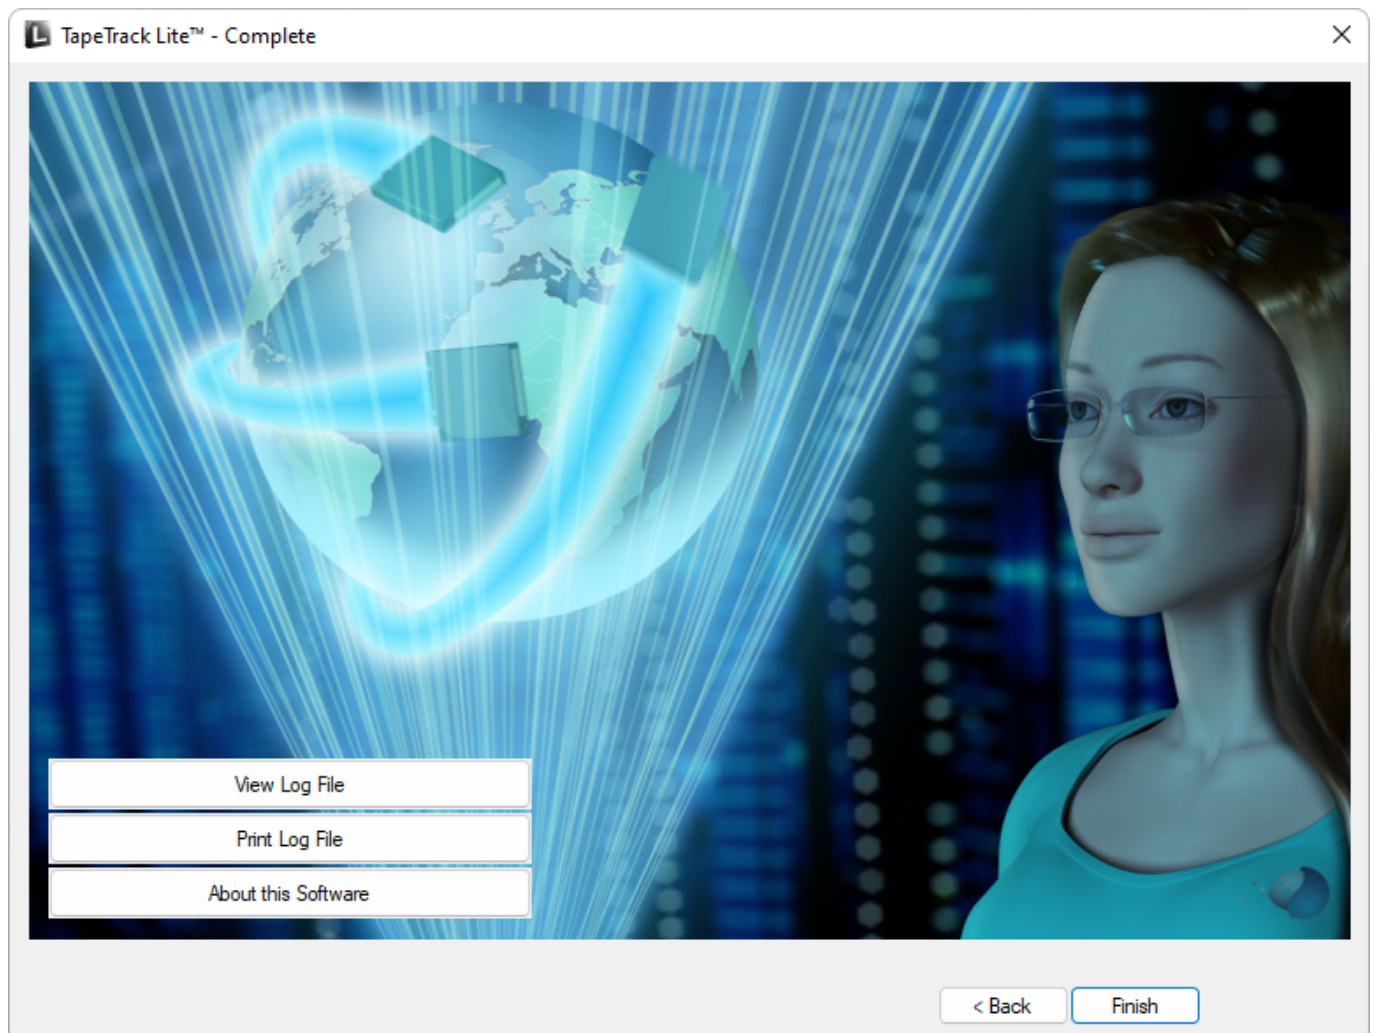 TapeTrack Lite™ - Complete
View Log File
Print Log File
About this Software
< Back
Finish